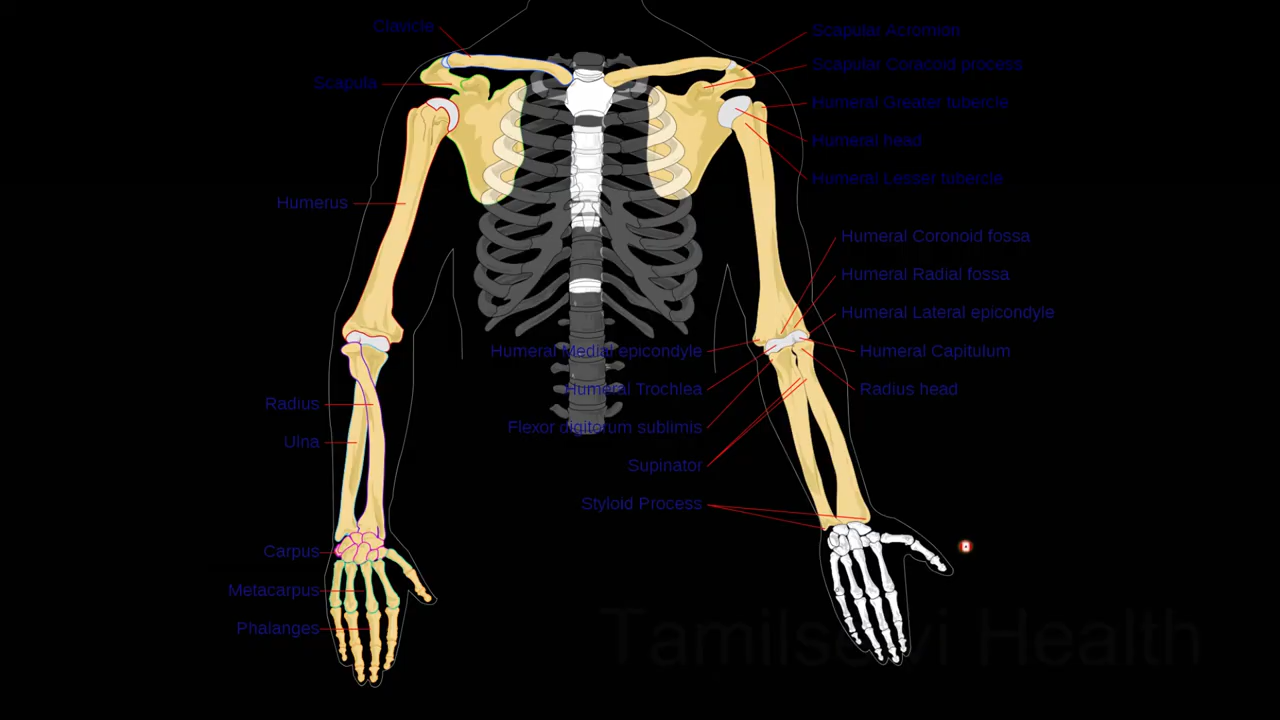 Clavicle
Scapula
Humerus
Radius
Ulna
Carpus
Metacarpus
Phalanges
Scapular Acromion
Scapular Coracoid process
Humeral Greater tubercle
Humeral head
Humeral Lesser tubercle
Humeral Coronoid fossa
Humeral Radial fossa
Humeral Lateral epicondyle
Humeral Capitulum
Radius head
Humeral Medial epicondyle
Humeral Trochlea
Flexor digitorum sublimis
Supinator
Styloid Process
Tamilselvi Health